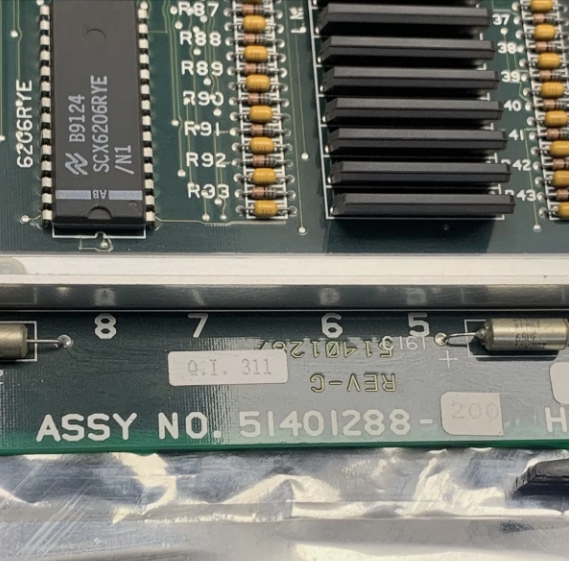 R87
37
R88
38
R89
39
R90
40
R91
41
R92
42
R93
43
6206RYE
B9124
SCX6206RYE
/N1
AB
8 7 6 5
Q.I. 311
51401287
REV-C
+
ASSY NO. 51401288- 200 H